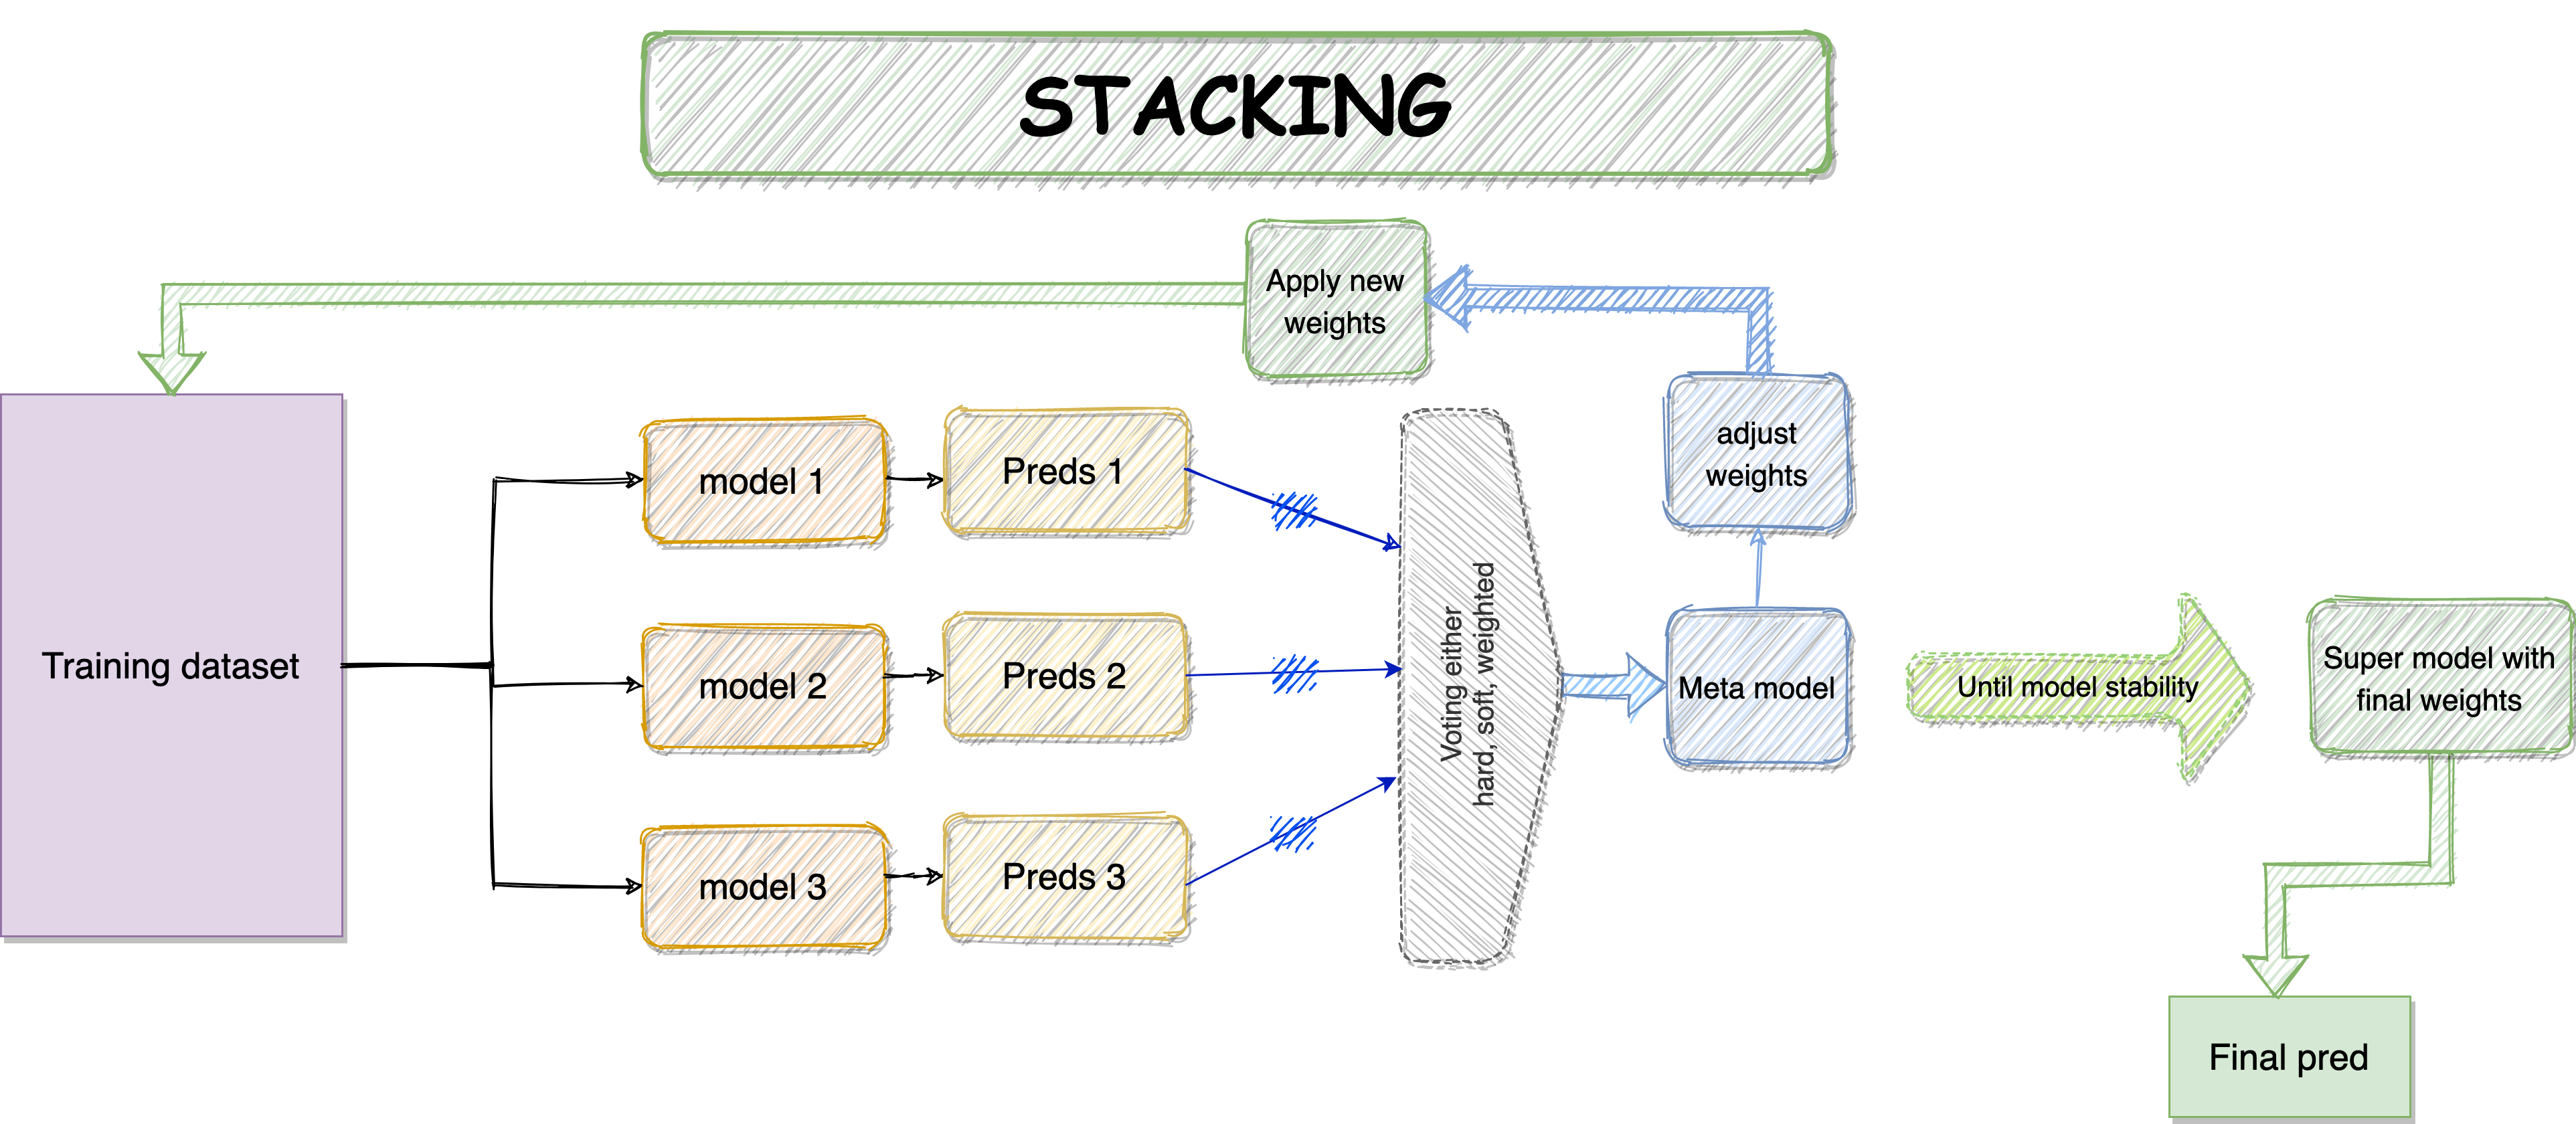 STACKING
Apply new
weights
adjust
weights
Training dataset
model 1
Preds 1
model 2
Preds 2
model 3
Preds 3
Voting either
hard, soft, weighted
Meta model
Until model stability
Super model with
final weights
Final pred